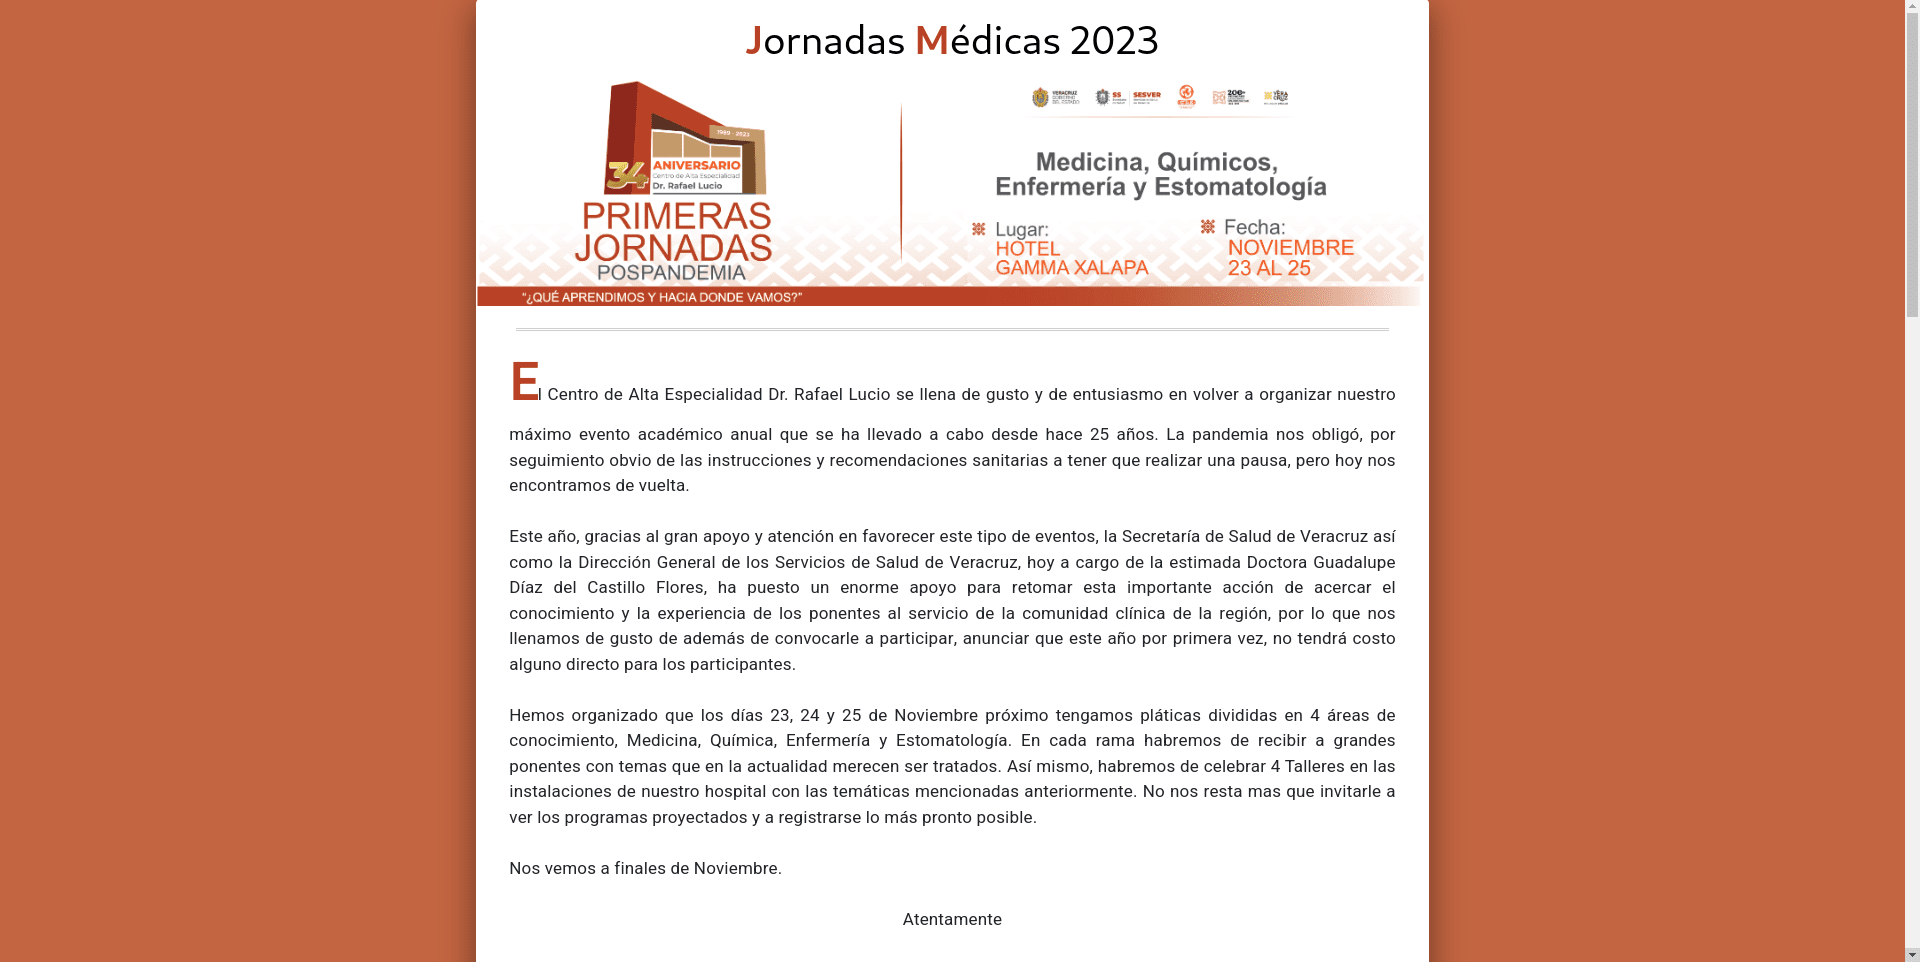 Jornadas Médicas 2023
1989 - 2023
34 ANIVERSARIO
Centro de Alta Especialidad
Dr. Rafael Lucio
PRIMERAS
JORNADAS
POSPANDEMIA
VERACRUZ
GOBIERNO
DEL ESTADO
SS
SESVER
200
VERA
CRUZ
Medicina, Químicos,
Enfermería y Estomatología
Lugar:
HOTEL
GAMMA XALAPA
Fecha:
NOVIEMBRE
23 AL 25
“¿QUÉ APRENDIMOS Y HACIA DONDE VAMOS?”
El Centro de Alta Especialidad Dr. Rafael Lucio se llena de gusto y de entusiasmo en volver a organizar nuestro
máximo evento académico anual que se ha llevado a cabo desde hace 25 años. La pandemia nos obligó, por
seguimiento obvio de las instrucciones y recomendaciones sanitarias a tener que realizar una pausa, pero hoy nos
encontramos de vuelta.
Este año, gracias al gran apoyo y atención en favorecer este tipo de eventos, la Secretaría de Salud de Veracruz así
como la Dirección General de los Servicios de Salud de Veracruz, hoy a cargo de la estimada Doctora Guadalupe
Díaz del Castillo Flores, ha puesto un enorme apoyo para retomar esta importante acción de acercar el
conocimiento y la experiencia de los ponentes al servicio de la comunidad clínica de la región, por lo que nos
llenamos de gusto de además de convocarle a participar, anunciar que este año por primera vez, no tendrá costo
alguno directo para los participantes.
Hemos organizado que los días 23, 24 y 25 de Noviembre próximo tengamos pláticas divididas en 4 áreas de
conocimiento, Medicina, Química, Enfermería y Estomatología. En cada rama habremos de recibir a grandes
ponentes con temas que en la actualidad merecen ser tratados. Así mismo, habremos de celebrar 4 Talleres en las
instalaciones de nuestro hospital con las temáticas mencionadas anteriormente. No nos resta mas que invitarle a
ver los programas proyectados y a registrarse lo más pronto posible.
Nos vemos a finales de Noviembre.
Atentamente